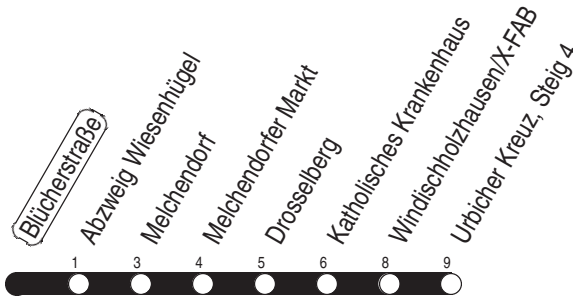 Blücherstraße
Abzweig Wiesenhügel
Melchendorf
Melchendorfer Markt
Drosselberg
Katholisches Krankenhaus
Windischholzhausen/X-FAB
Urbicher Kreuz, Steig 4
1 3 4 5 6 8 9